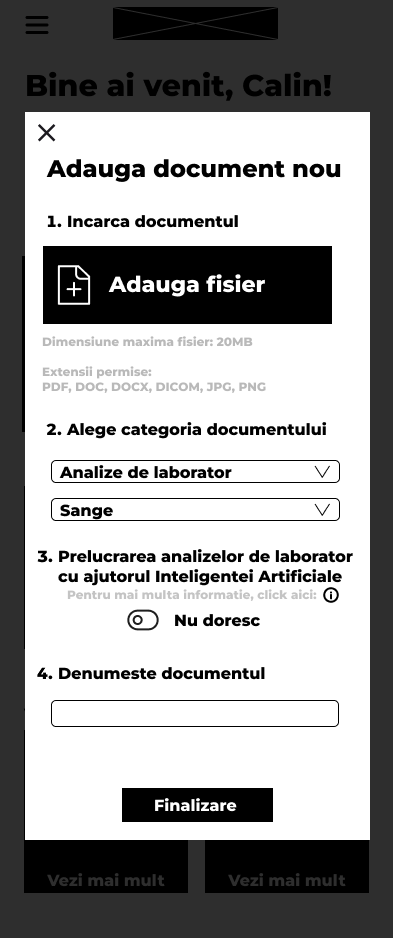 Bine ai venit, Calin!
Adauga document nou
1. Incarca documentul
Adauga fisier
Dimensiune maxima fisier: 20MB
Extensii permise:
PDF, DOC, DOCX, DICOM, JPG, PNG
2. Alege categoria documentului
Analize de laborator
Sange
3. Prelucrarea analizelor de laborator
cu ajutorul Inteligentei Artificiale
Pentru mai multa informatie, click aici:
Nu doresc
4. Denumeste documentul
Finalizare
Vezi mai mult
Vezi mai mult